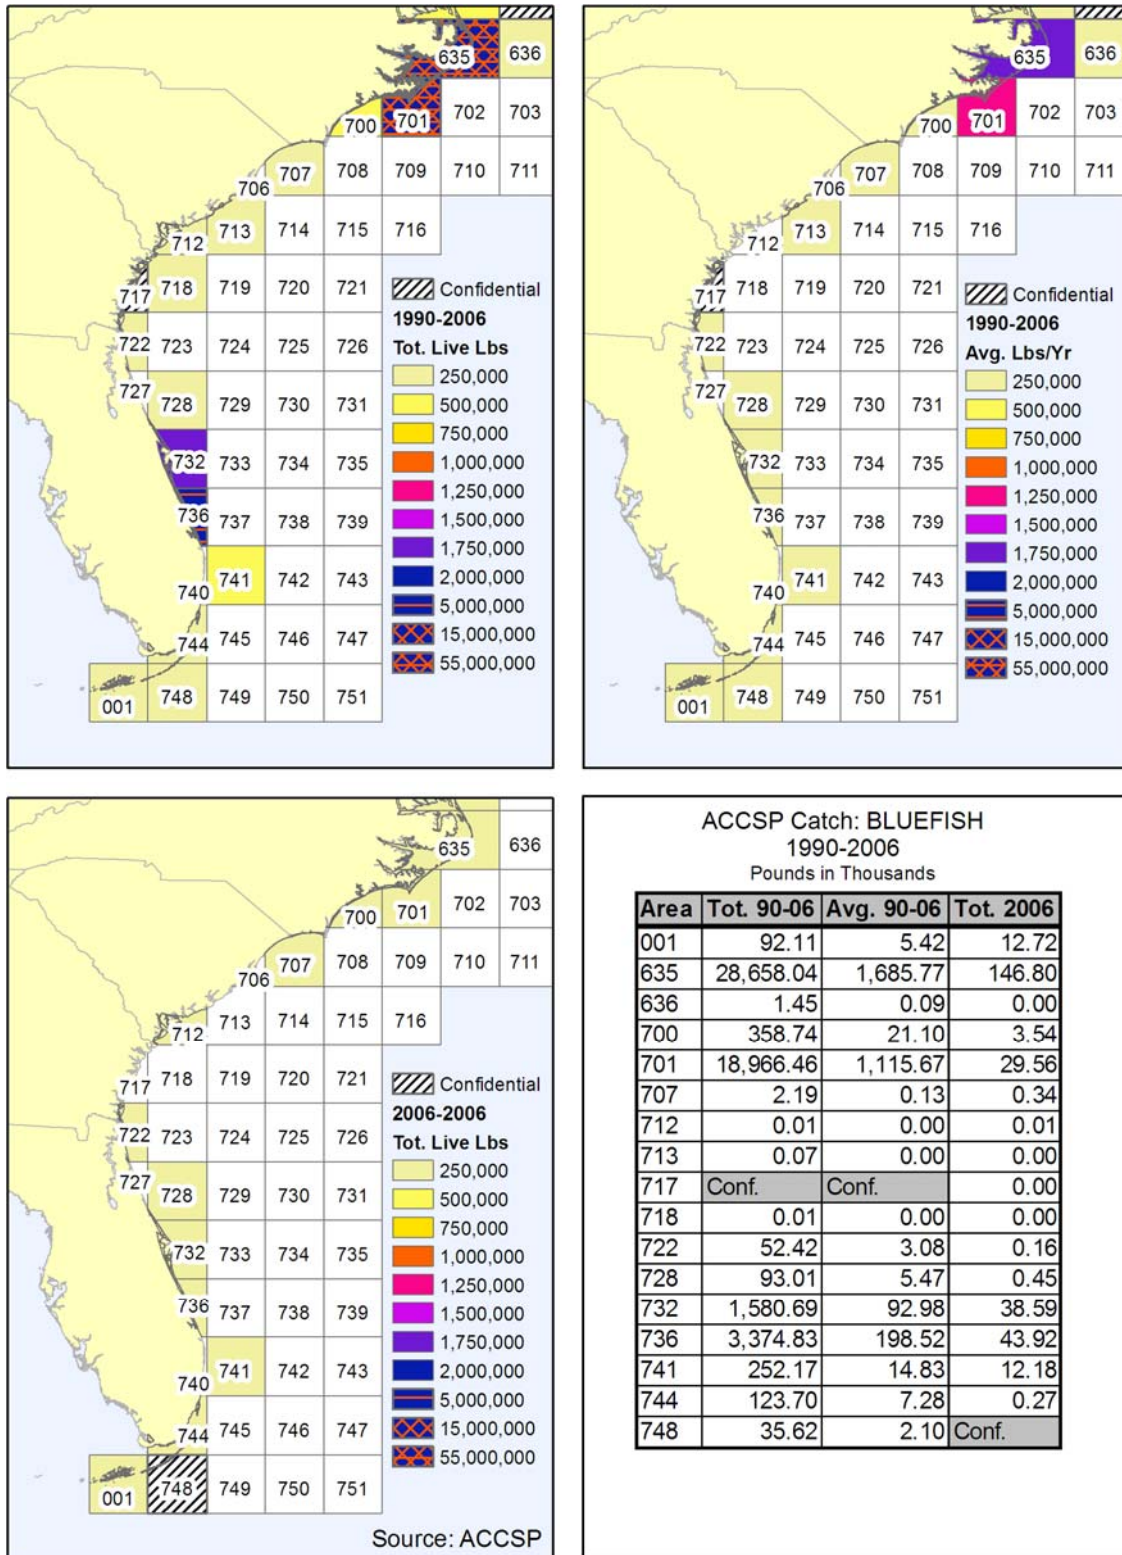 635 636
700 701 702 703
706 707 708 709 710 711
712 713 714 715 716
717 718 719 720 721
722 723 724 725 726
727 728 729 730 731
732 733 734 735
736 737 738 739
740 741 742 743
744 745 746 747
001 748 749 750 751
Confidential
1990-2006
Tot. Live Lbs
250,000
500,000
750,000
1,000,000
1,250,000
1,500,000
1,750,000
2,000,000
5,000,000
15,000,000
55,000,000
635 636
700 701 702 703
706 707 708 709 710 711
712 713 714 715 716
717 718 719 720 721
722 723 724 725 726
727 728 729 730 731
732 733 734 735
736 737 738 739
740 741 742 743
744 745 746 747
001 748 749 750 751
Confidential
1990-2006
Avg. Lbs/Yr
250,000
500,000
750,000
1,000,000
1,250,000
1,500,000
1,750,000
2,000,000
5,000,000
15,000,000
55,000,000
635 636
700 701 702 703
706 707 708 709 710 711
712 713 714 715 716
717 718 719 720 721
722 723 724 725 726
727 728 729 730 731
732 733 734 735
736 737 738 739
740 741 742 743
744 745 746 747
001 748 749 750 751
Confidential
2006-2006
Tot. Live Lbs
250,000
500,000
750,000
1,000,000
1,250,000
1,500,000
1,750,000
2,000,000
5,000,000
15,000,000
55,000,000
Source: ACCSP
ACCSP Catch: BLUEFISH
1990-2006
Pounds in Thousands
Area Tot. 90-06 Avg. 90-06 Tot. 2006
001 92.11 5.42 12.72
635 28,658.04 1,685.77 146.80
636 1.45 0.09 0.00
700 358.74 21.10 3.54
701 18,966.46 1,115.67 29.56
707 2.19 0.13 0.34
712 0.01 0.00 0.01
713 0.07 0.00 0.00
717 Conf. Conf. 0.00
718 0.01 0.00 0.00
722 52.42 3.08 0.16
728 93.01 5.47 0.45
732 1,580.69 92.98 38.59
736 3,374.83 198.52 43.92
741 252.17 14.83 12.18
744 123.70 7.28 0.27
748 35.62 2.10 Conf.